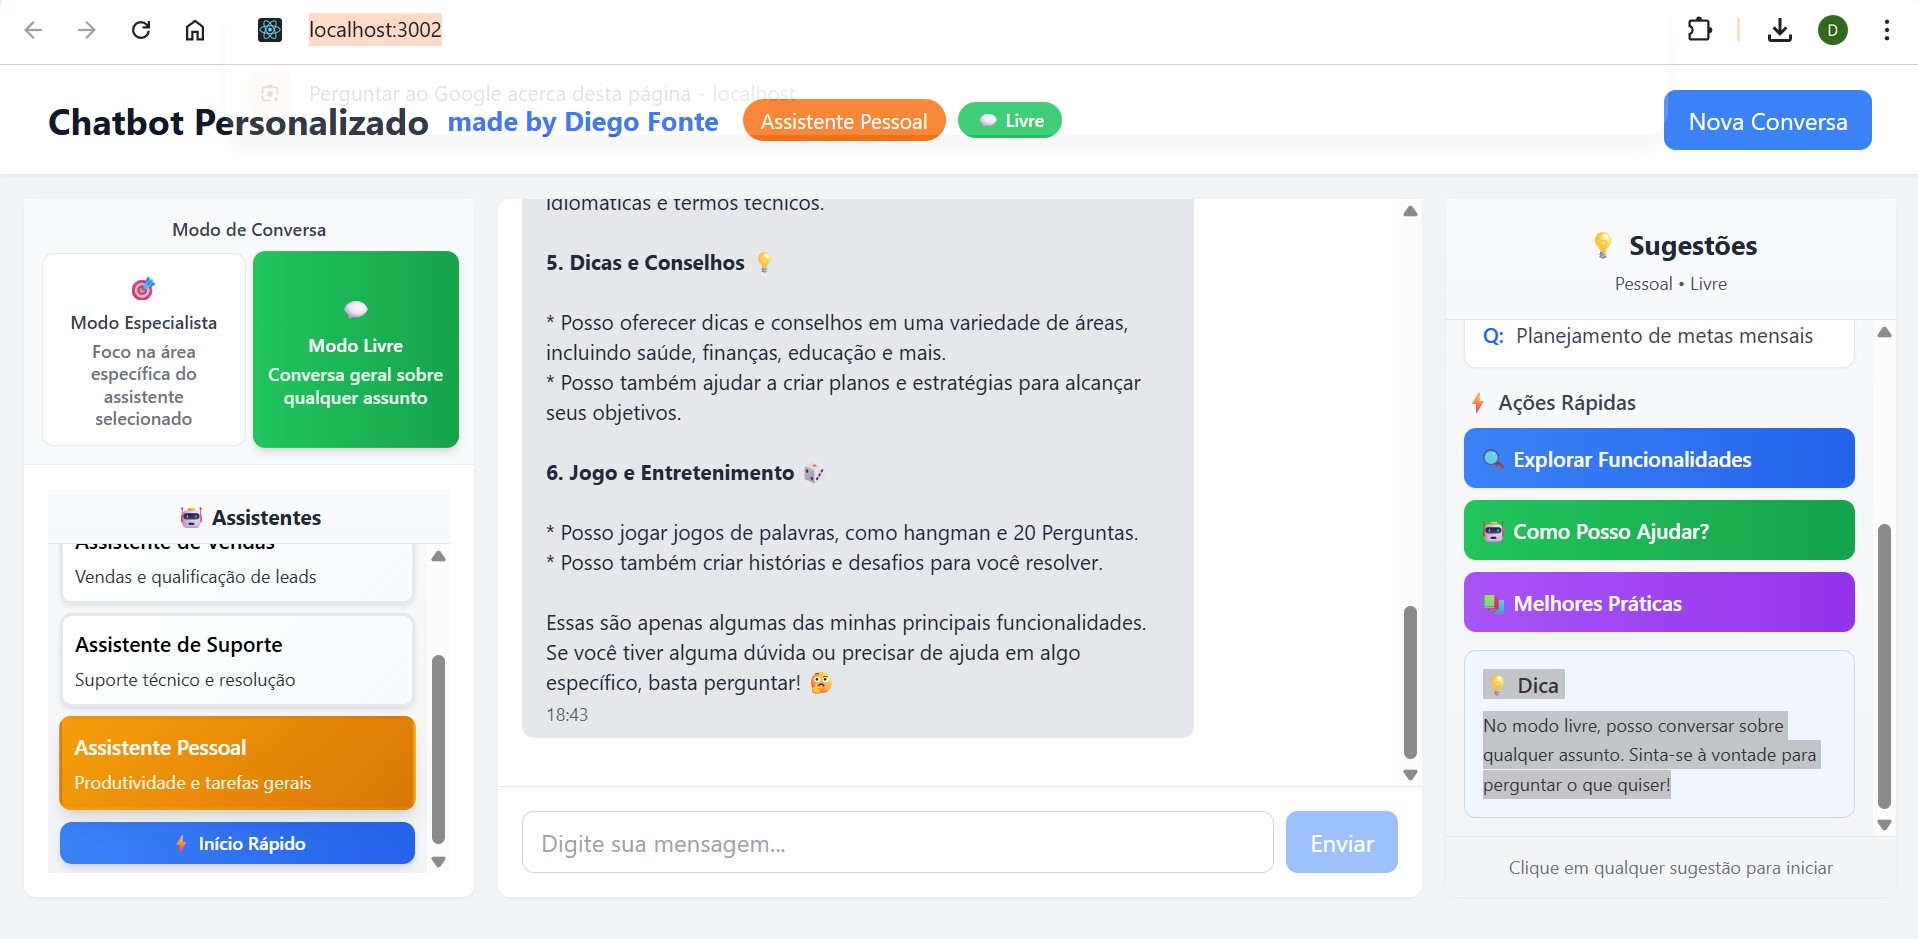 localhost:3002
Perguntar ao Google acerca desta página - localhost
D
Chatbot Personalizado made by Diego Fonte Assistente Pessoal Livre
Nova Conversa
Modo de Conversa
Modo Especialista
Foco na área
específica do
assistente
selecionado
Modo Livre
Conversa geral sobre
qualquer assunto
Assistentes
Assistente de Vendas
Vendas e qualificação de leads
Assistente de Suporte
Suporte técnico e resolução
Assistente Pessoal
Produtividade e tarefas gerais
Início Rápido
idiomáticas e termos técnicos.
5. Dicas e Conselhos
* Posso oferecer dicas e conselhos em uma variedade de áreas,
incluindo saúde, finanças, educação e mais.
* Posso também ajudar a criar planos e estratégias para alcançar
seus objetivos.
6. Jogo e Entretenimento
* Posso jogar jogos de palavras, como hangman e 20 Perguntas.
* Posso também criar histórias e desafios para você resolver.
Essas são apenas algumas das minhas principais funcionalidades.
Se você tiver alguma dúvida ou precisar de ajuda em algo
específico, basta perguntar!
18:43
Digite sua mensagem...
Enviar
Sugestões
Pessoal • Livre
Q: Planejamento de metas mensais
Ações Rápidas
Explorar Funcionalidades
Como Posso Ajudar?
Melhores Práticas
Dica
No modo livre, posso conversar sobre
qualquer assunto. Sinta-se à vontade para
perguntar o que quiser!
Clique em qualquer sugestão para iniciar